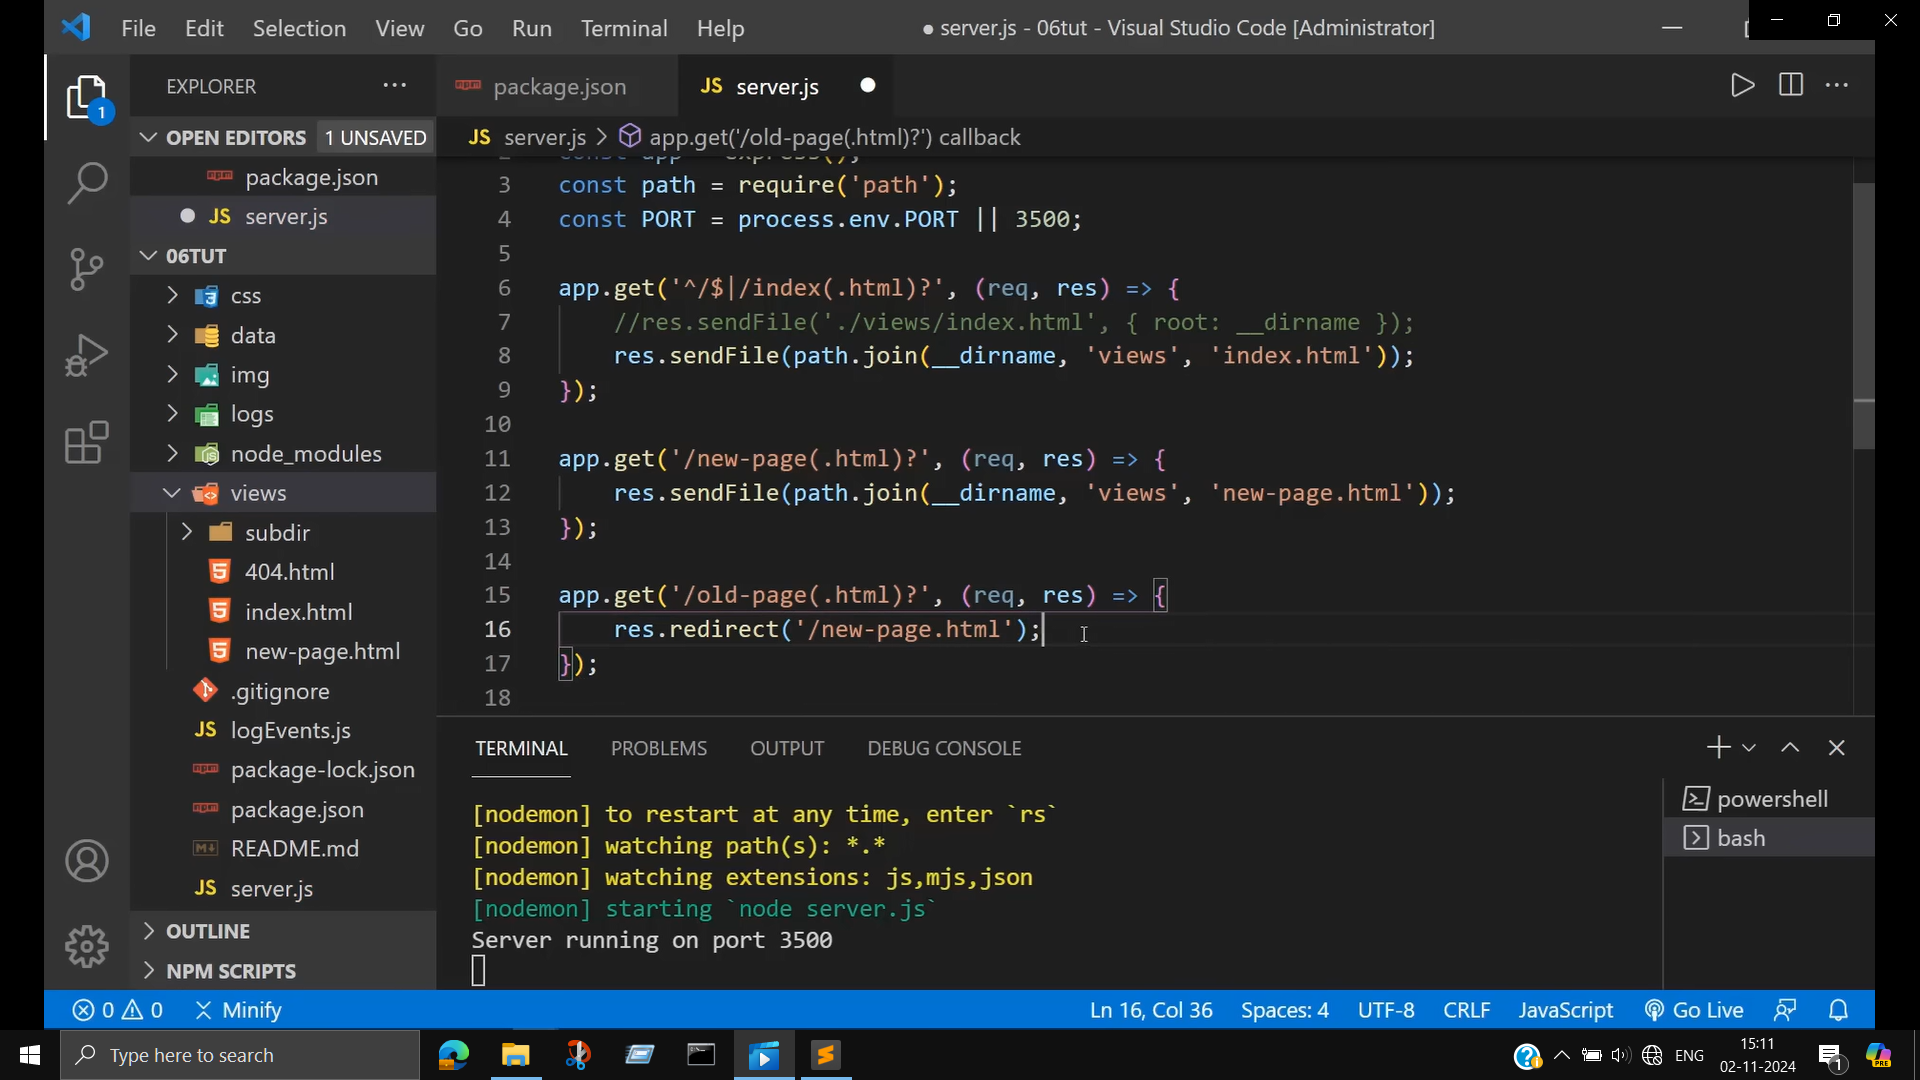 File Edit Selection View Go Run Terminal Help
● server.js - 06tut - Visual Studio Code [Administrator]
EXPLORER
1
OPEN EDITORS 1 UNSAVED
package.json
JS server.js
06TUT
css
data
img
logs
node_modules
views
subdir
404.html
index.html
new-page.html
.gitignore
JS logEvents.js
package-lock.json
package.json
README.md
JS server.js
OUTLINE
NPM SCRIPTS
package.json JS server.js
JS server.js > app.get('/old-page(.html)?') callback
2 const app = express();
3 const path = require('path');
4 const PORT = process.env.PORT || 3500;
5
6 app.get('^/$|/index(.html)?', (req, res) => {
7 //res.sendFile('./views/index.html', { root: __dirname });
8 res.sendFile(path.join(__dirname, 'views', 'index.html'));
9 });
10
11 app.get('/new-page(.html)?', (req, res) => {
12 res.sendFile(path.join(__dirname, 'views', 'new-page.html'));
13 });
14
15 app.get('/old-page(.html)?', (req, res) => {
16 res.redirect('/new-page.html');
17 });
18
TERMINAL PROBLEMS OUTPUT DEBUG CONSOLE
[nodemon] to restart at any time, enter `rs`
[nodemon] watching path(s): *.*
[nodemon] watching extensions: js,mjs,json
[nodemon] starting `node server.js`
Server running on port 3500
powershell
bash
0 0 Minify
Ln 16, Col 36 Spaces: 4 UTF-8 CRLF JavaScript Go Live
Type here to search
ENG
15:11
02-11-2024
1
PRE